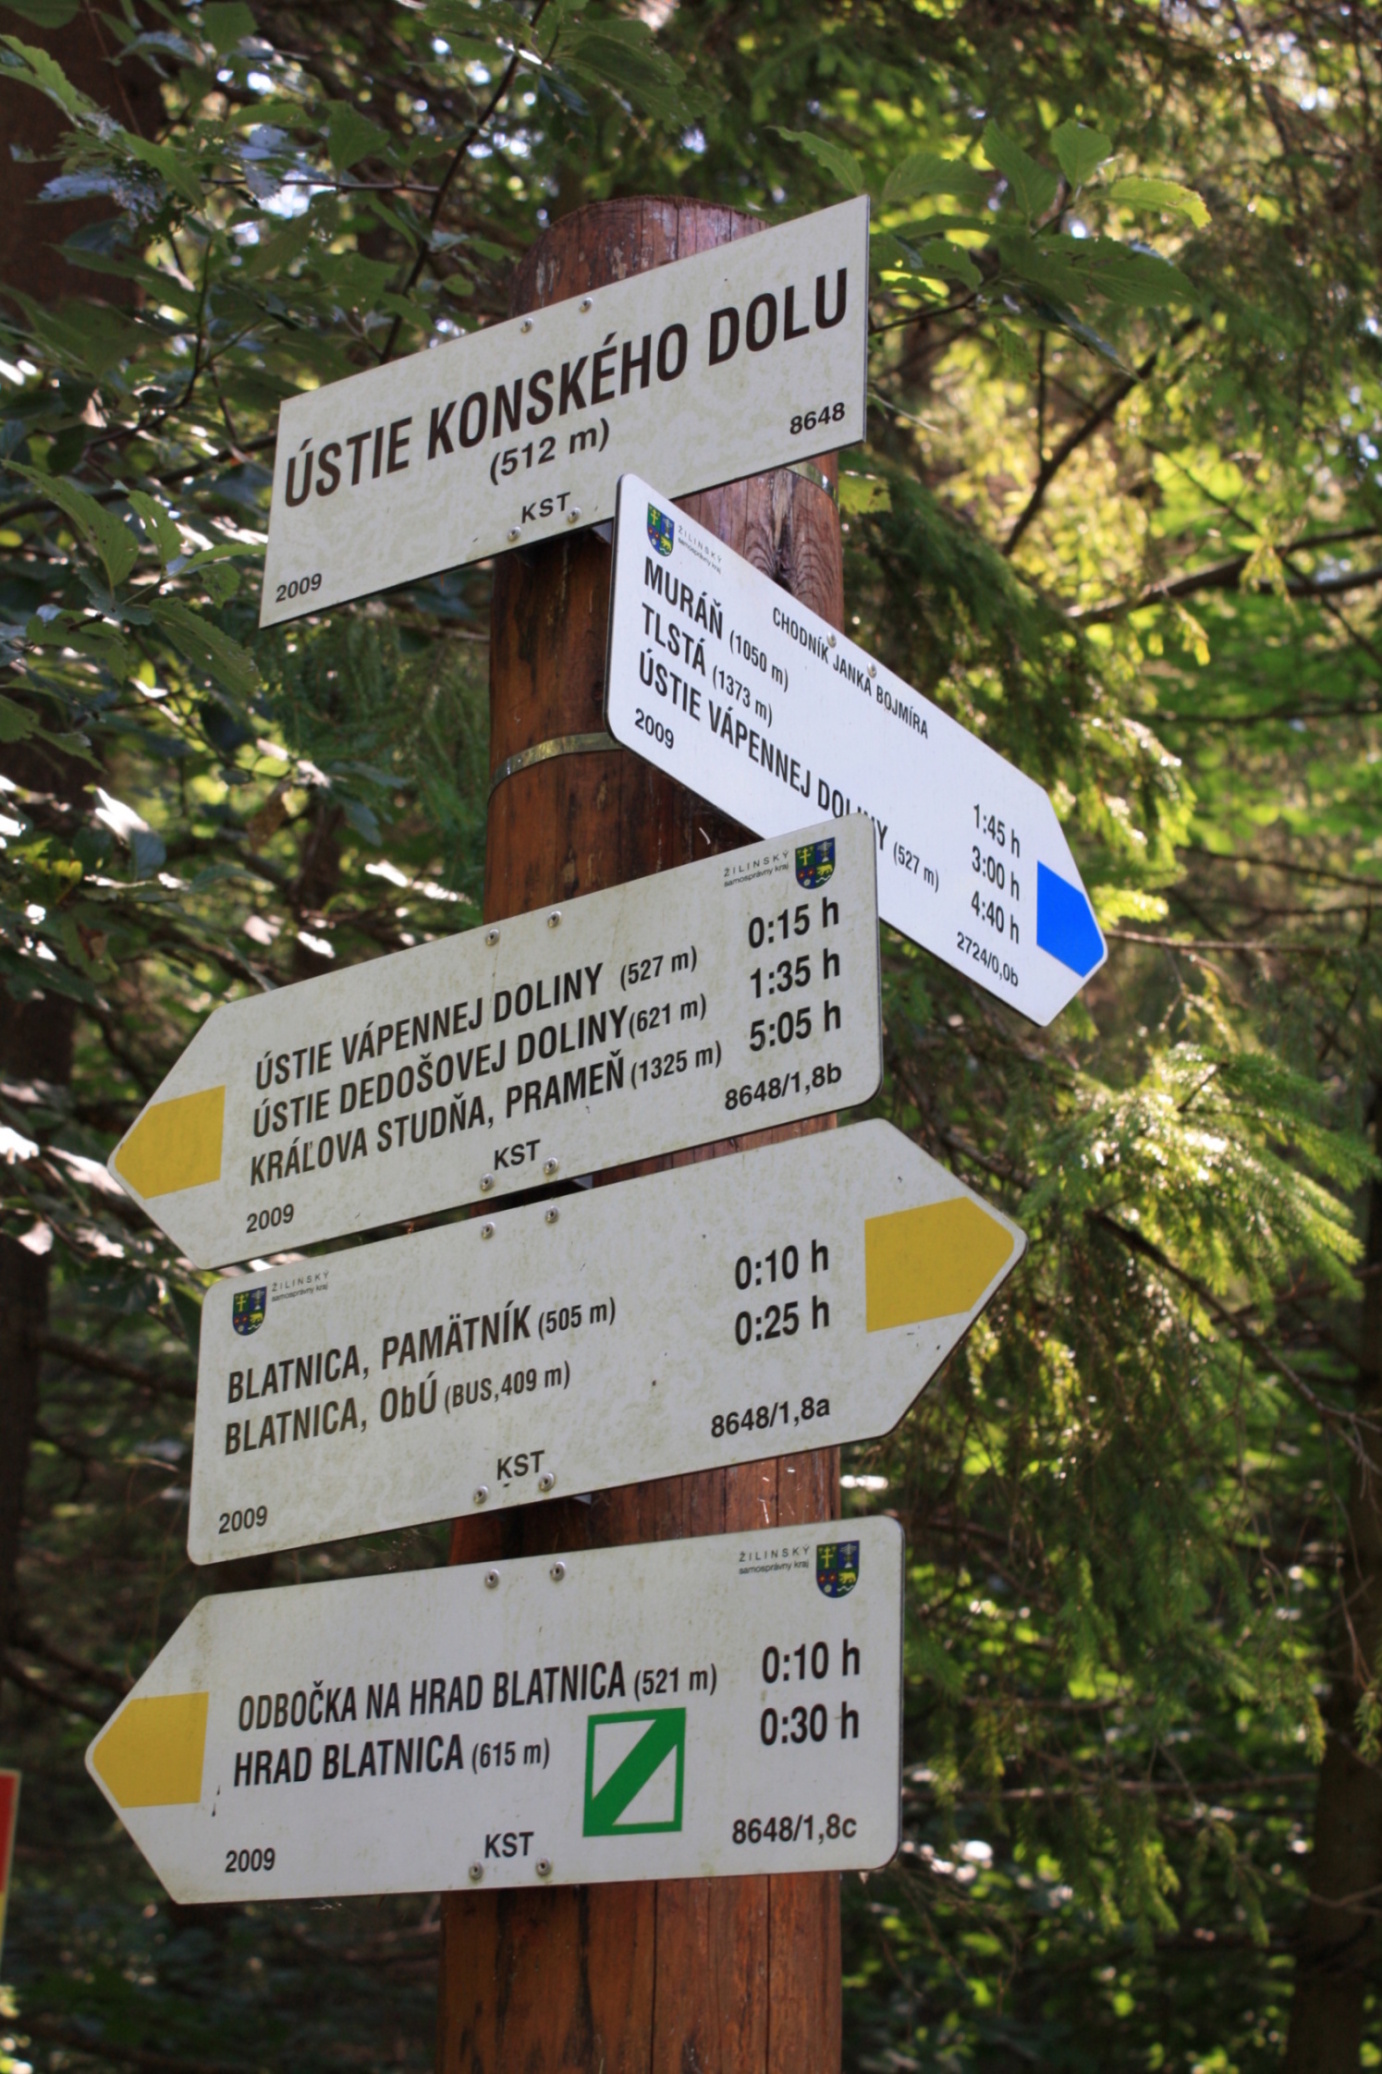 ÚSTIE KONSKÉHO DOLU
(512 m)
8648
KST
2009
ŽILINSKÝ
samosprávny kraj
CHODNÍK JANKA BOJMÍRA
MURÁŇ (1050 m) 1:45 h
TLSTÁ (1373 m) 3:00 h
ÚSTIE VÁPENNEJ DOLINY (527 m) 4:40 h
2009 2724/0,0b
ŽILINSKÝ
samosprávny kraj
ÚSTIE VÁPENNEJ DOLINY (527 m) 0:15 h
ÚSTIE DEDOŠOVEJ DOLINY (621 m) 1:35 h
KRÁĽOVA STUDŇA, PRAMEŇ (1325 m) 5:05 h
8648/1,8b
KST
2009
ŽILINSKÝ
samosprávny kraj
BLATNICA, PAMÄTNÍK (505 m) 0:10 h
BLATNICA, ObÚ (BUS,409 m) 0:25 h
8648/1,8a
KST
2009
ŽILINSKÝ
samosprávny kraj
ODBOČKA NA HRAD BLATNICA (521 m) 0:10 h
HRAD BLATNICA (615 m) 0:30 h
8648/1,8c
KST
2009